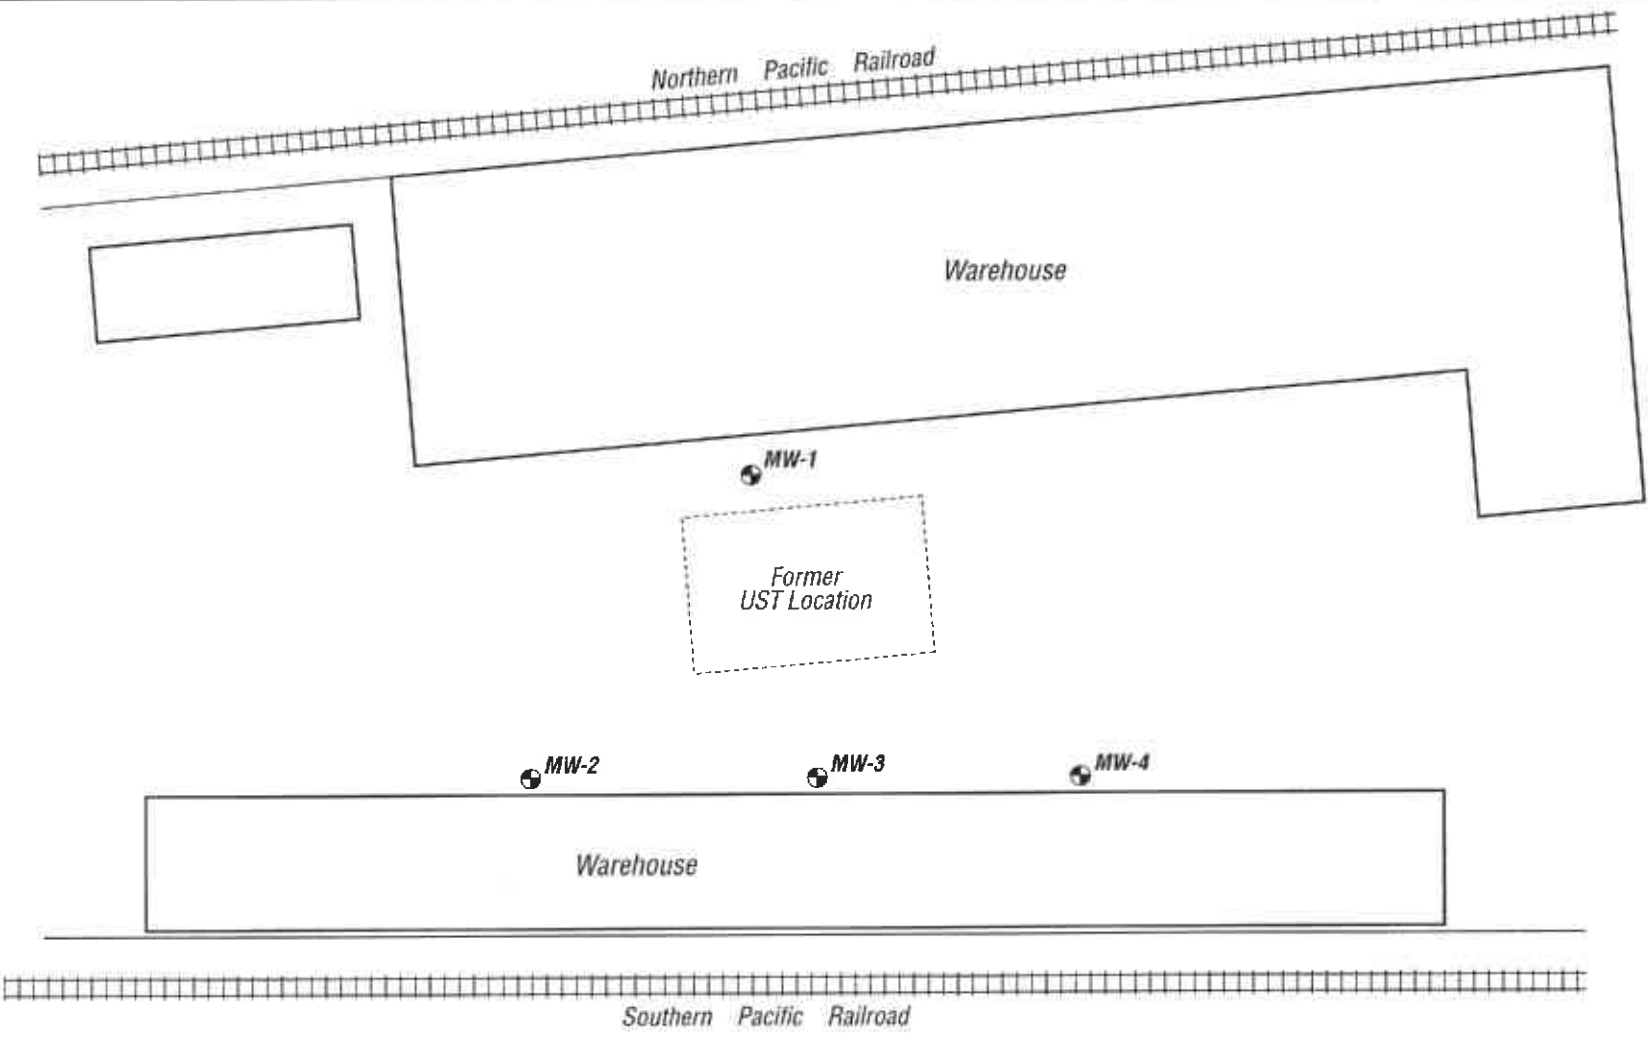 Northern Pacific Railroad
Warehouse
MW-1
Former
UST Location
MW-2
MW-3
MW-4
Warehouse
Southern Pacific Railroad